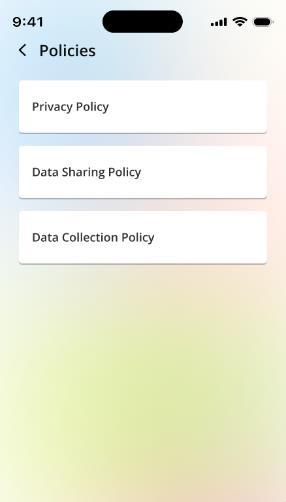 9:41
Policies
Privacy Policy
Data Sharing Policy
Data Collection Policy